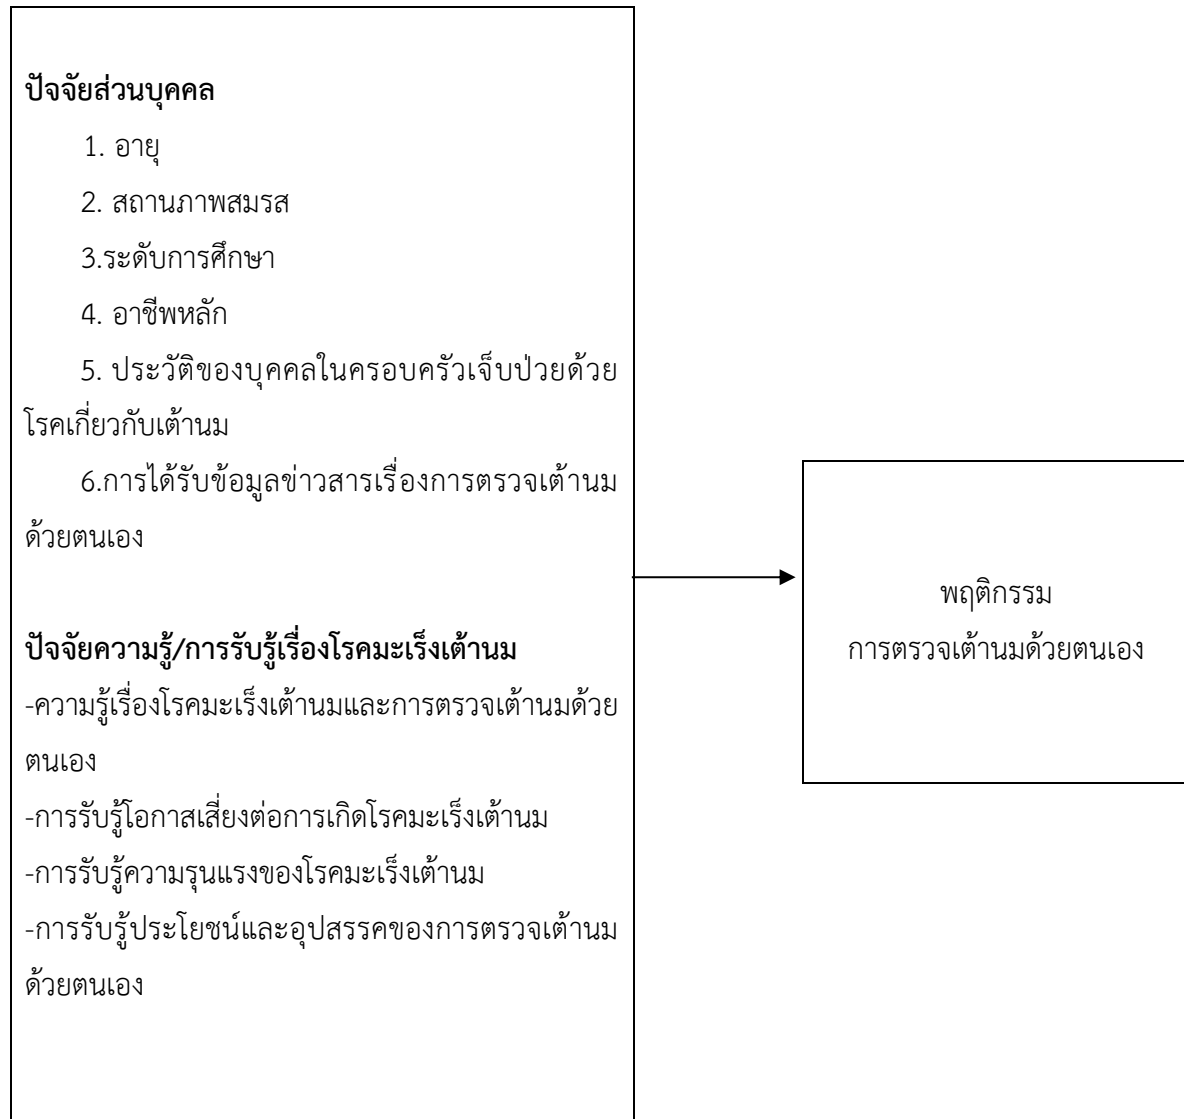 ปัจจัยส่วนบุคคล
1. อายุ
2. สถานภาพสมรส
3.ระดับการศึกษา
4. อาชีพหลัก
5. ประวัติของบุคคลในครอบครัวเจ็บป่วยด้วย
โรคเกี่ยวกับเต้านม
6.การได้รับข้อมูลข่าวสารเรื่องการตรวจเต้านม
ด้วยตนเอง
ปัจจัยความรู้/การรับรู้เรื่องโรคมะเร็งเต้านม
-ความรู้เรื่องโรคมะเร็งเต้านมและการตรวจเต้านมด้วย
ตนเอง
-การรับรู้โอกาสเสี่ยงต่อการเกิดโรคมะเร็งเต้านม
-การรับรู้ความรุนแรงของโรคมะเร็งเต้านม
-การรับรู้ประโยชน์และอุปสรรคของการตรวจเต้านม
ด้วยตนเอง
พฤติกรรม
การตรวจเต้านมด้วยตนเอง